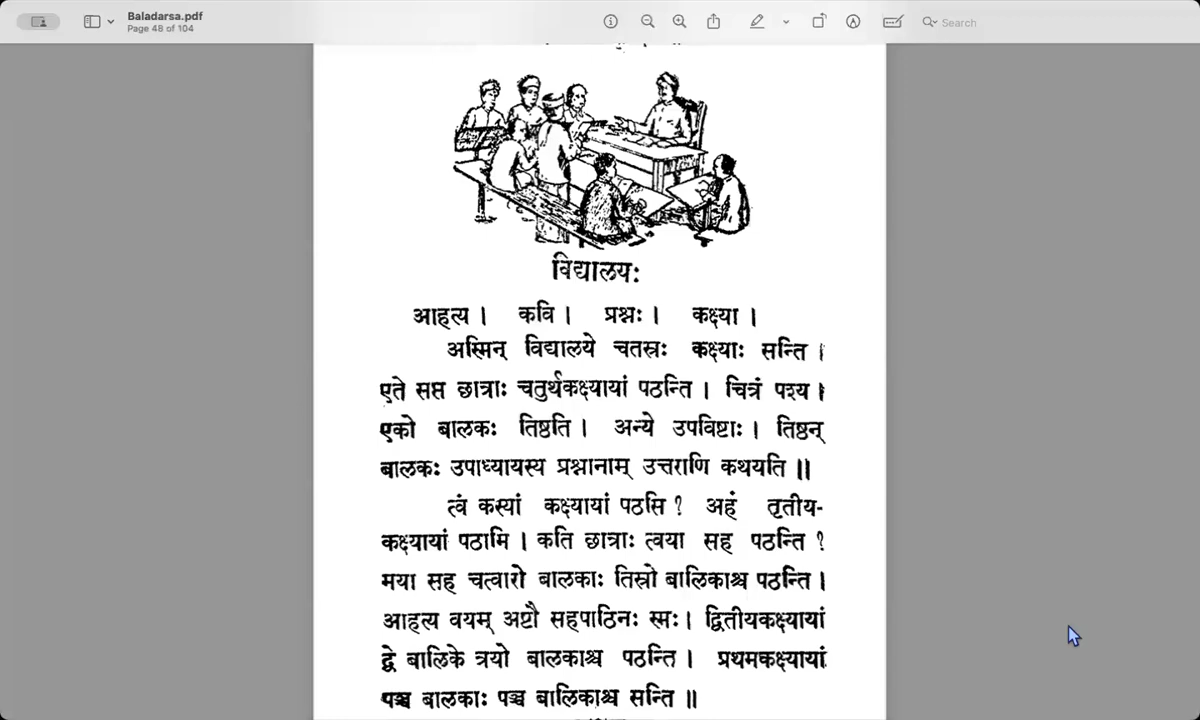 Baladarsa.pdf
Page 48 of 104
Search
विद्यालयः
आहत्य । कवि । प्रश्नः । कक्ष्या ।
अस्मिन् विद्यालये चतस्रः कक्ष्याः सन्ति ।
एते सप्त छात्राः चतुर्थकक्ष्यायां पठन्ति । चित्रं पश्य ।
एको बालकः तिष्ठति । अन्ये उपविष्टाः । तिष्ठन्
बालकः उपाध्यायस्य प्रश्नानाम् उत्तराणि कथयति ॥
त्वं कस्यां कक्ष्यायां पठसि ? अहं तृतीय-
कक्ष्यायां पठामि । कति छात्राः त्वया सह पठन्ति ?
मया सह चत्वारो बालकाः तिस्रो बालिकाश्च पठन्ति ।
आहत्य वयम् अष्टौ सहपाठिनः स्मः । द्वितीयकक्ष्यायां
द्वे बालिके त्रयो बालकाश्च पठन्ति । प्रथमकक्ष्यायां
पञ्च बालकाः पञ्च बालिकाश्च सन्ति ॥